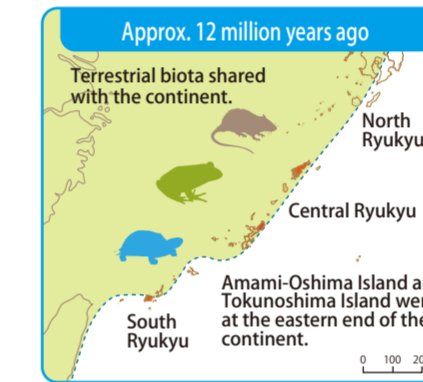 Approx. 12 million years ago
Terrestrial biota shared
with the continent.
North
Ryukyu
Central Ryukyu
Amami-Oshima Island a
Tokunoshima Island wer
at the eastern end of the
continent.
South
Ryukyu
0 100 20